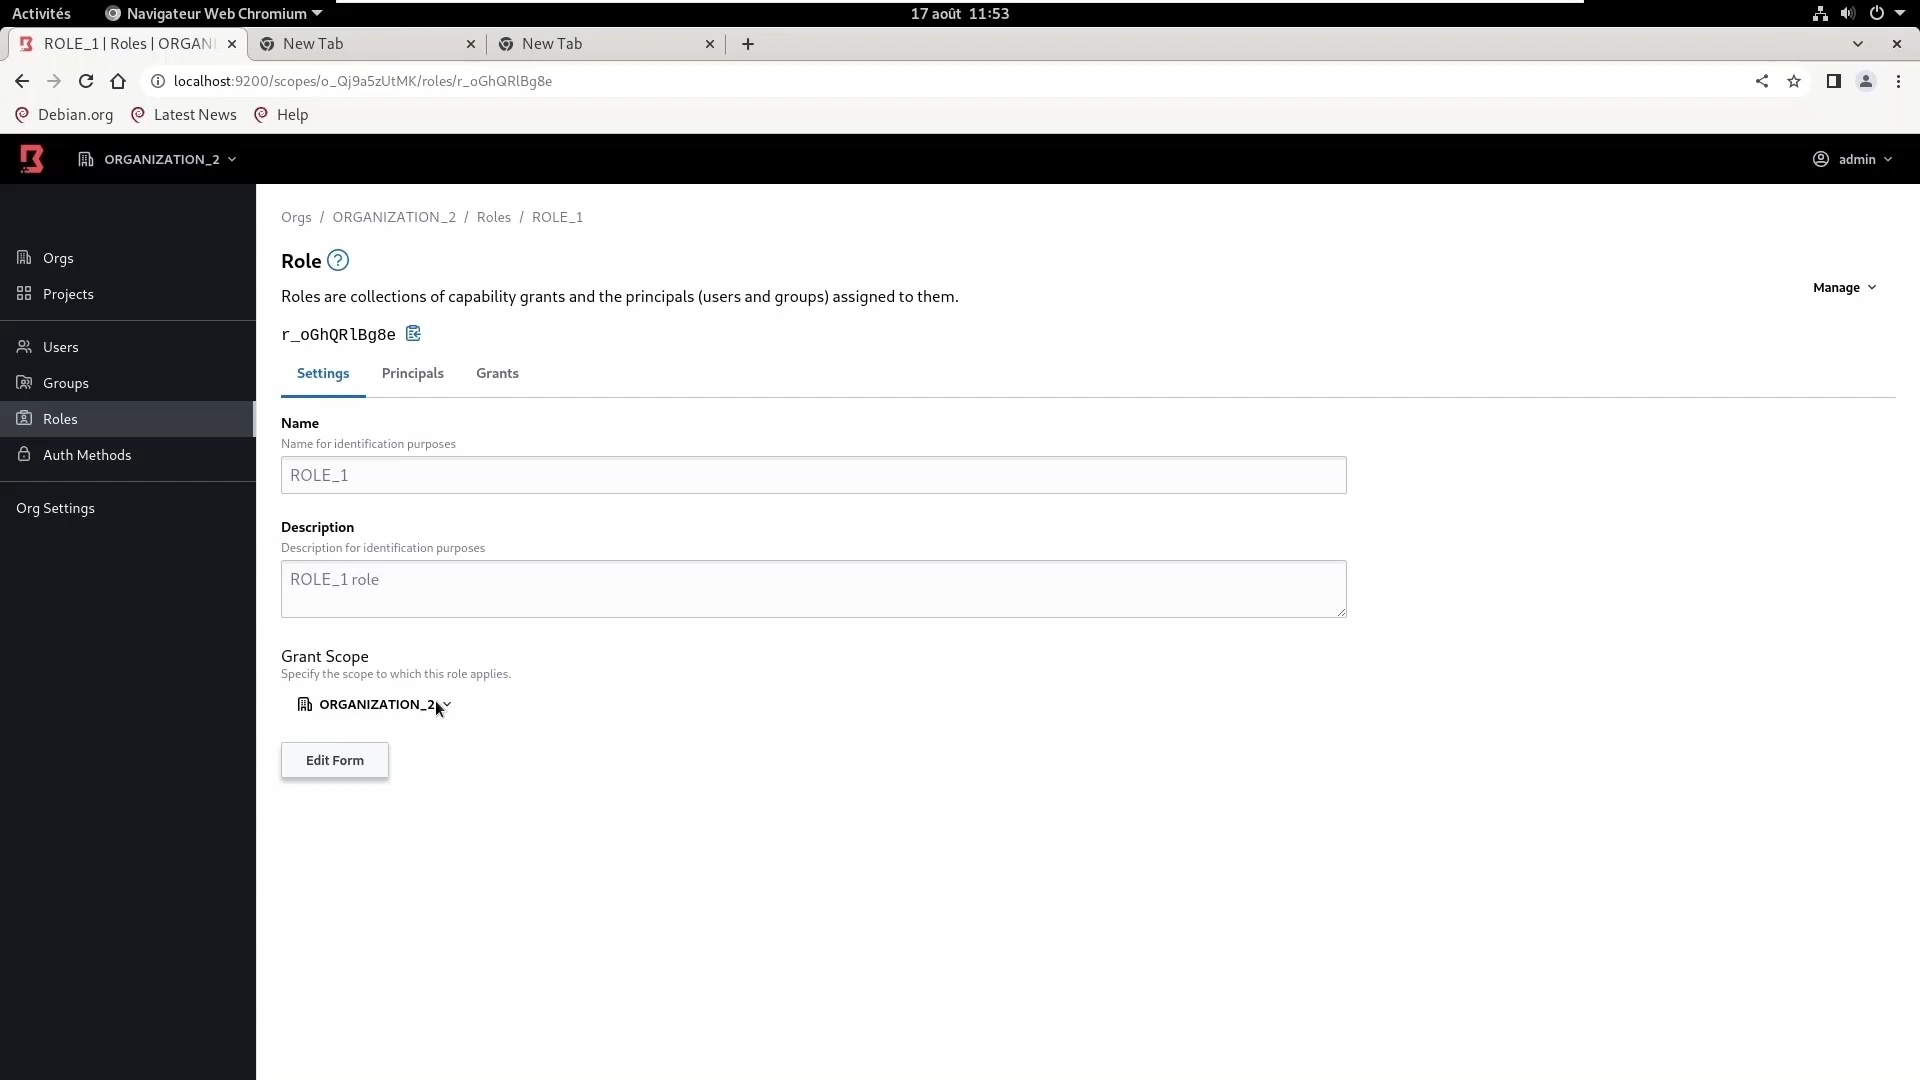 Activités
Navigateur Web Chromium
17 août 11:53
ROLE_1 | Roles | ORGAN
New Tab
New Tab
localhost:9200/scopes/o_Qj9a5zUtMK/roles/r_oGhQRlBg8e
Debian.org
Latest News
Help
ORGANIZATION_2
admin
Orgs
Projects
Users
Groups
Roles
Auth Methods
Org Settings
Orgs / ORGANIZATION_2 / Roles / ROLE_1
Role ?
Roles are collections of capability grants and the principals (users and groups) assigned to them.
Manage
r_oGhQRlBg8e
Settings
Principals
Grants
Name
Name for identification purposes
ROLE_1
Description
Description for identification purposes
ROLE_1 role
Grant Scope
Specify the scope to which this role applies.
ORGANIZATION_2
Edit Form